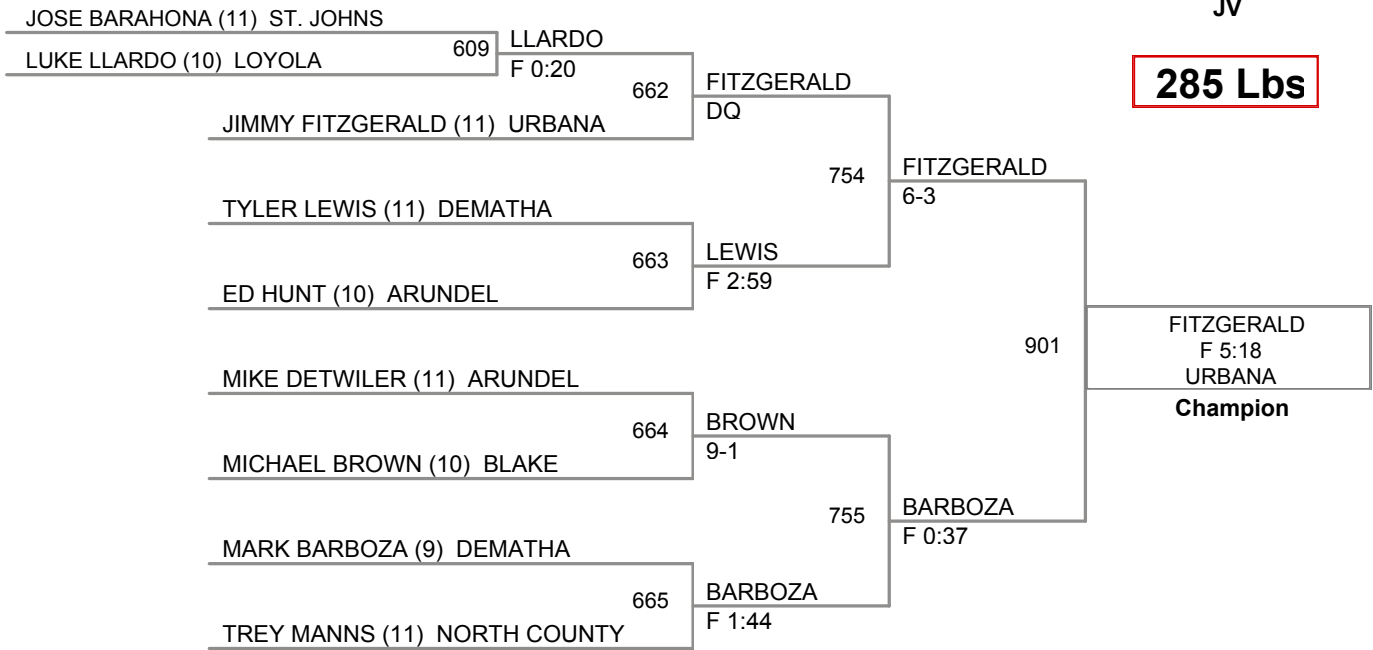 JV
285 Lbs
JOSE BARAHONA (11) ST. JOHNS
LUKE LLARDO (10) LOYOLA
609
LLARDO
F 0:20
JIMMY FITZGERALD (11) URBANA
662
FITZGERALD
DQ
TYLER LEWIS (11) DEMATHA
ED HUNT (10) ARUNDEL
663
LEWIS
F 2:59
754
FITZGERALD
6-3
MIKE DETWILER (11) ARUNDEL
MICHAEL BROWN (10) BLAKE
664
BROWN
9-1
MARK BARBOZA (9) DEMATHA
TREY MANNS (11) NORTH COUNTY
665
BARBOZA
F 1:44
755
BARBOZA
F 0:37
901
FITZGERALD
F 5:18
URBANA
Champion